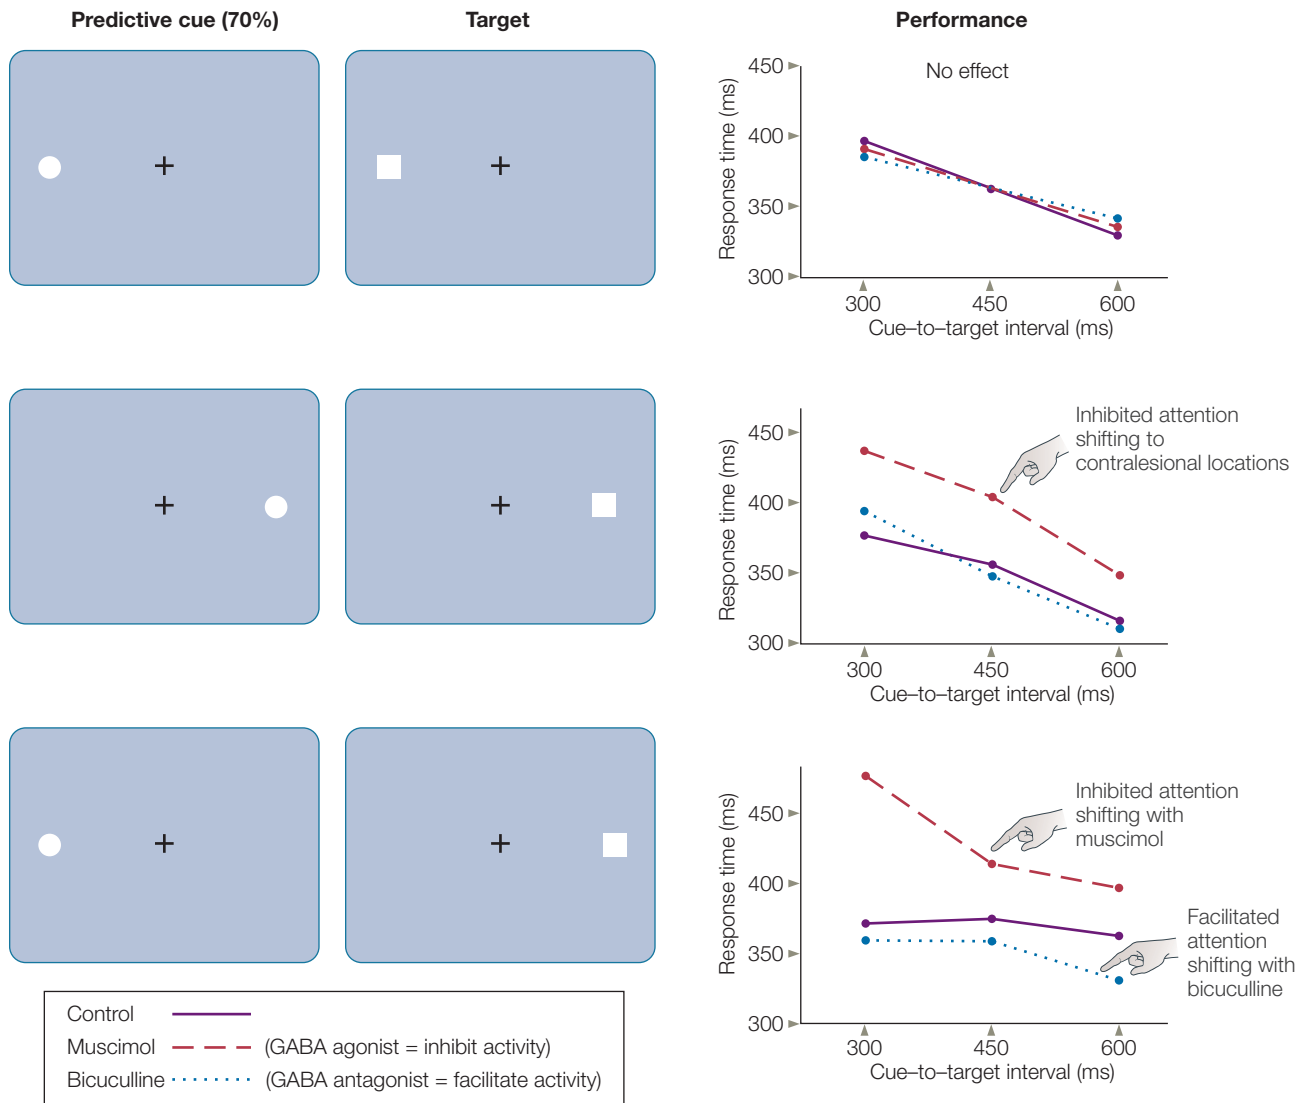 Predictive cue (70%)
Target
Performance
450
400
350
300
Response time (ms)
No effect
300
450
600
Cue–to–target interval (ms)
450
400
350
300
Response time (ms)
Inhibited attention
shifting to
contralesional locations
300
450
600
Cue–to–target interval (ms)
450
400
350
300
Response time (ms)
Inhibited attention
shifting with
muscimol
Facilitated
attention
shifting with
bicuculline
300
450
600
Cue–to–target interval (ms)
Control
Muscimol (GABA agonist = inhibit activity)
Bicuculline (GABA antagonist = facilitate activity)